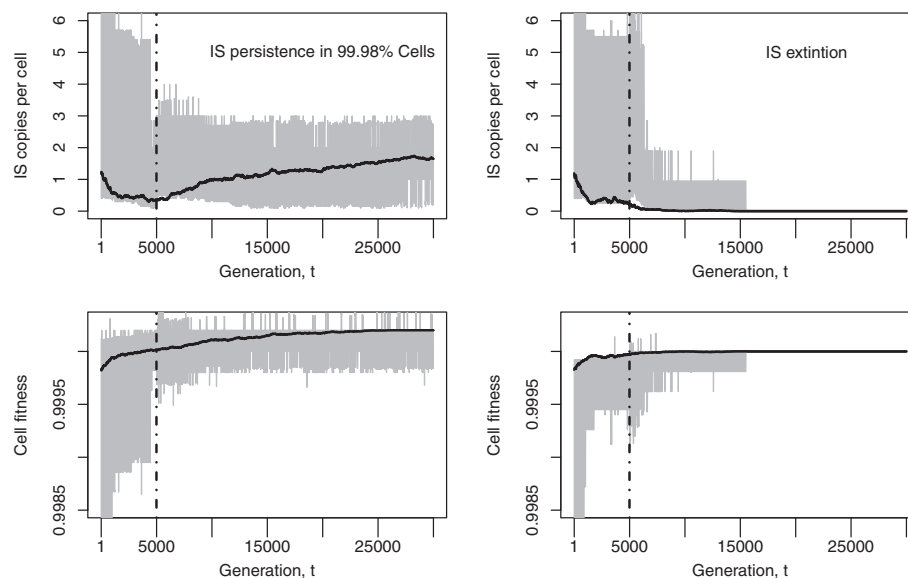 IS copies per cell
6
5
4
3
2
1
0
IS persistence in 99.98% Cells
1 5000 15000 25000
Generation, t
IS copies per cell
6
5
4
3
2
1
0
IS extintion
1 5000 15000 25000
Generation, t
Cell fitness
0.9995
0.9985
1 5000 15000 25000
Generation, t
Cell fitness
0.9995
0.9985
1 5000 15000 25000
Generation, t